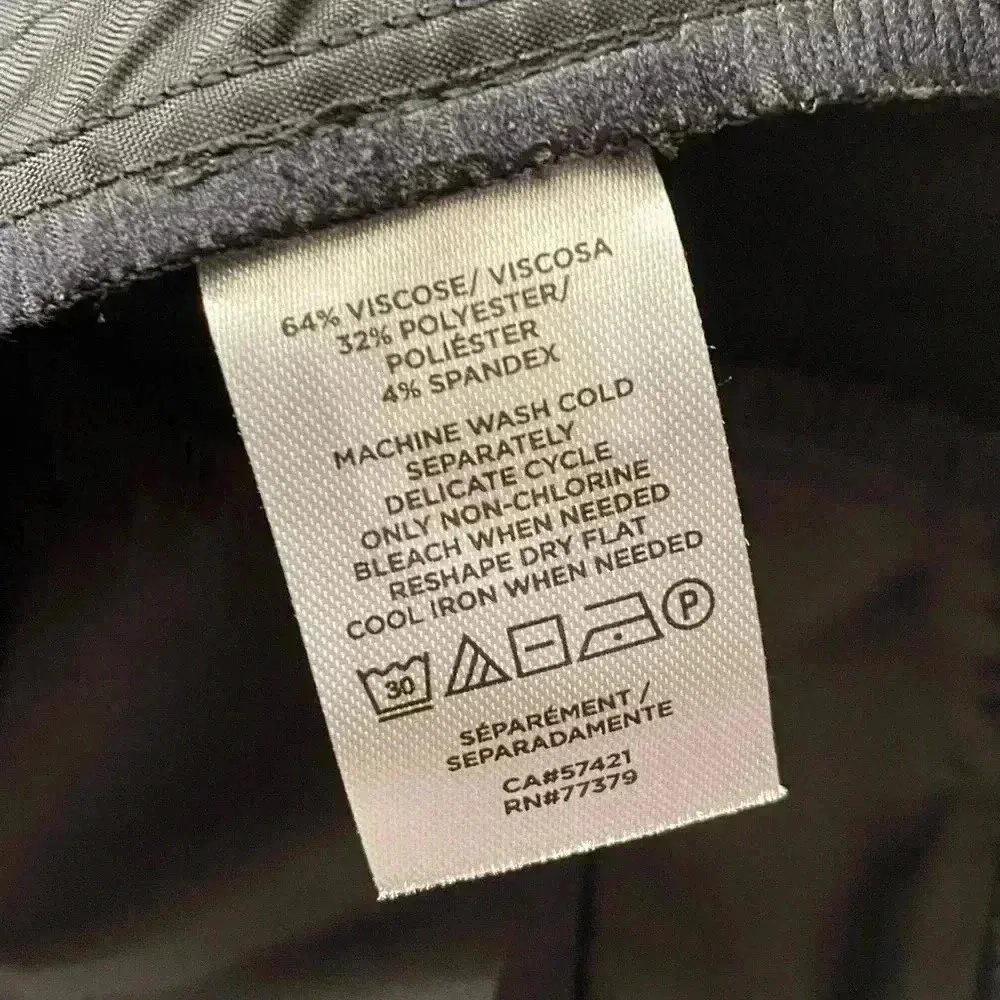 64% VISCOSE/ VISCOSA
32% POLYESTER/
POLIÉSTER
4% SPANDEX
MACHINE WASH COLD
SEPARATELY
DELICATE CYCLE
ONLY NON-CHLORINE
BLEACH WHEN NEEDED
RESHAPE DRY FLAT
COOL IRON WHEN NEEDED
30 P
SÉPARÉMENT/
SEPARADAMENTE
CA#57421
RN#77379